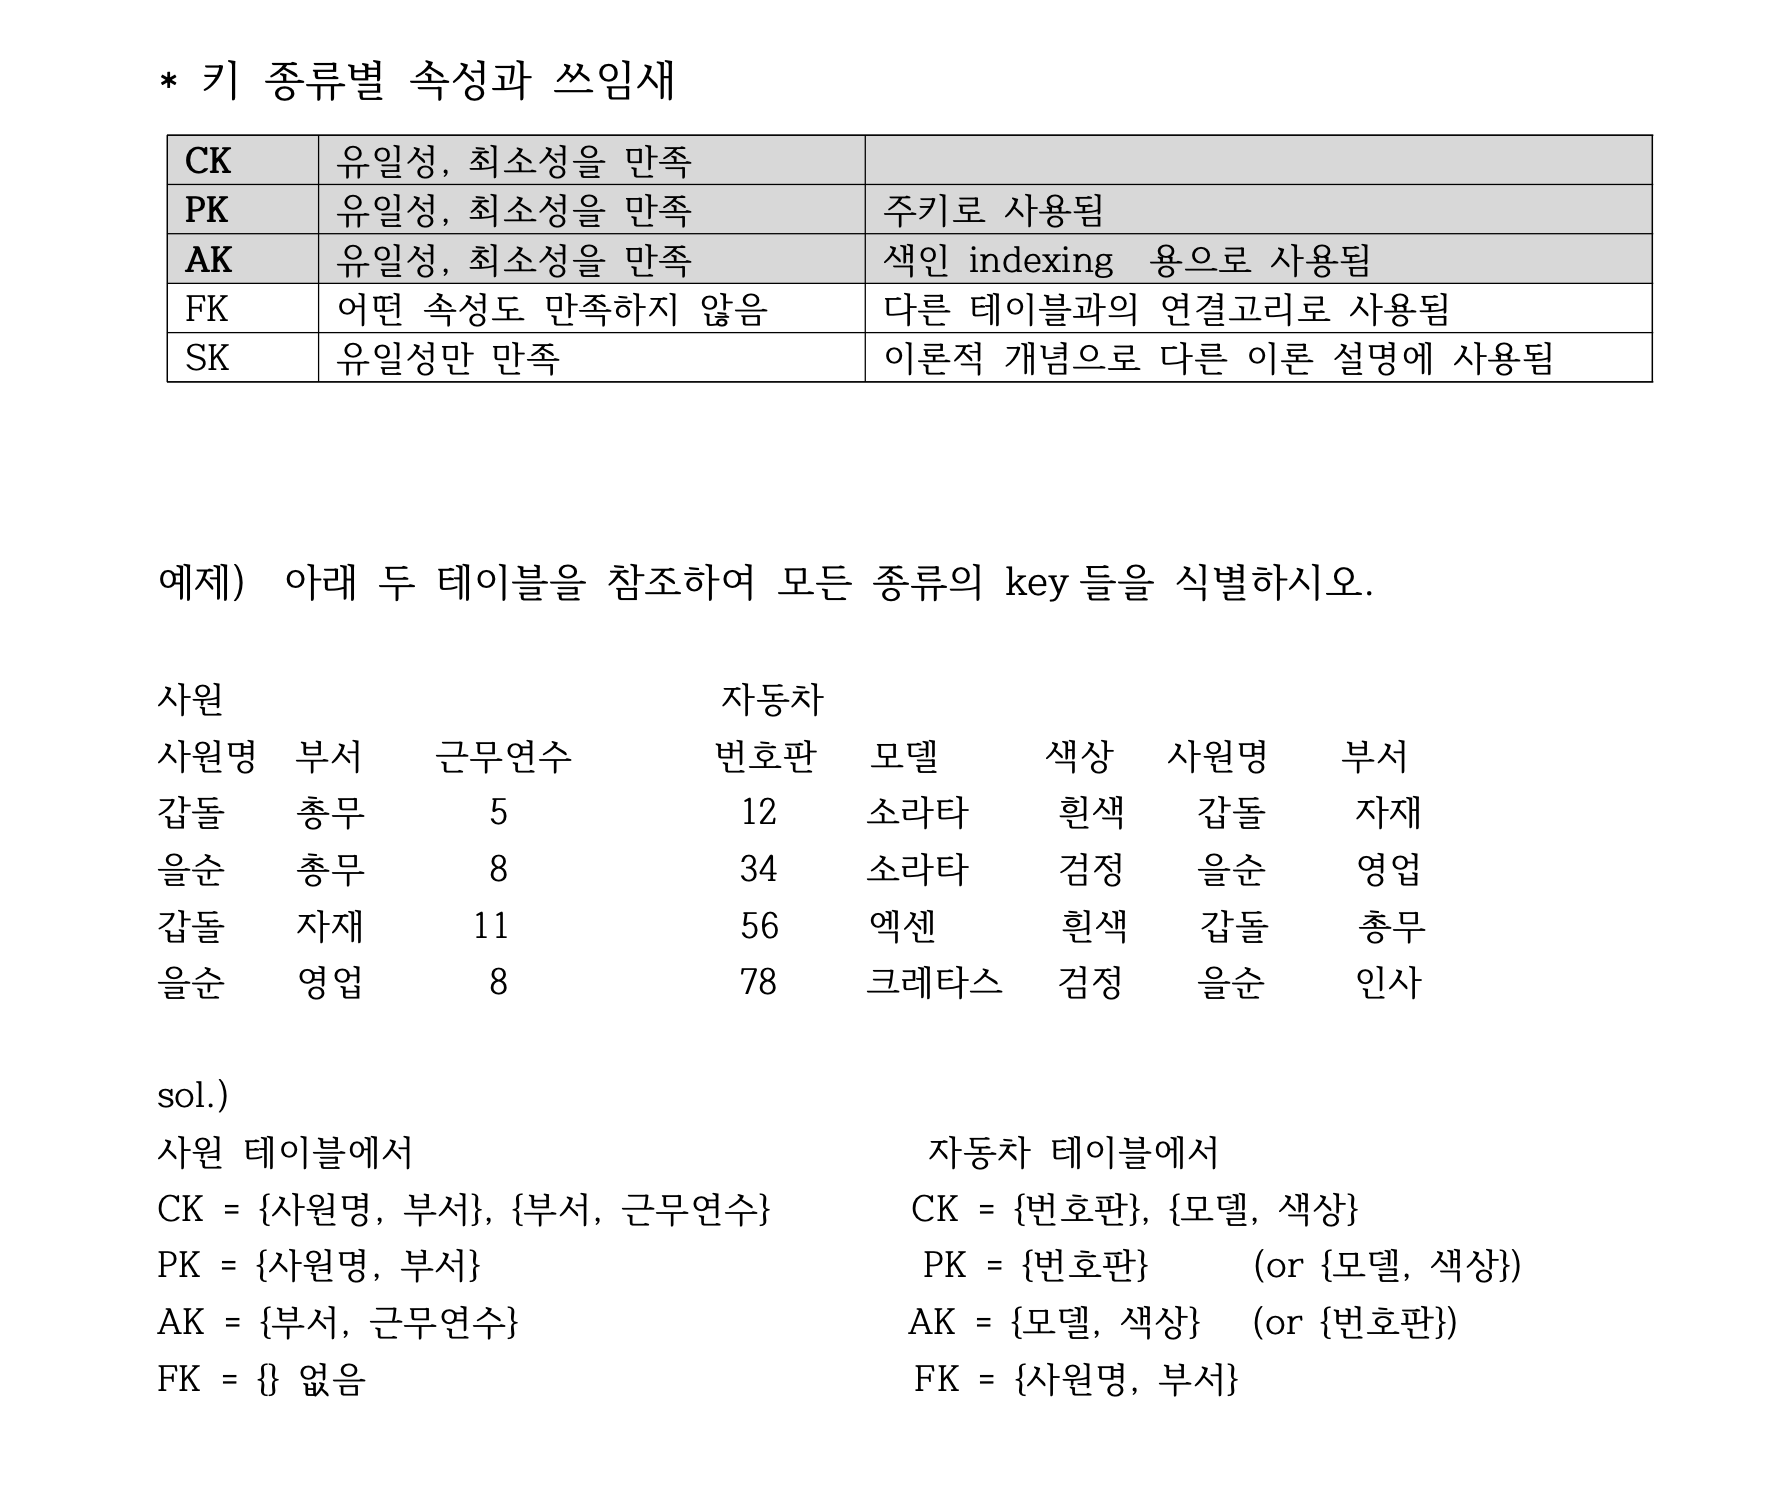 * 키 종류별 속성과 쓰임새
CK 유일성, 최소성을 만족
PK 유일성, 최소성을 만족 주키로 사용됨
AK 유일성, 최소성을 만족 색인 indexing 용으로 사용됨
FK 어떤 속성도 만족하지 않음 다른 테이블과의 연결고리로 사용됨
SK 유일성만 만족 이론적 개념으로 다른 이론 설명에 사용됨
예제) 아래 두 테이블을 참조하여 모든 종류의 key들을 식별하시오.
사원 자동차
사원명 부서 근무연수 번호판 모델 색상 사원명 부서
갑돌 총무 5 12 소라타 흰색 갑돌 자재
을순 총무 8 34 소라타 검정 을순 영업
갑돌 자재 11 56 엑센 흰색 갑돌 총무
을순 영업 8 78 크레타스 검정 을순 인사
sol.)
사원 테이블에서 자동차 테이블에서
CK = {사원명, 부서}, {부서, 근무연수} CK = {번호판}, {모델, 색상}
PK = {사원명, 부서} PK = {번호판} (or {모델, 색상})
AK = {부서, 근무연수} AK = {모델, 색상} (or {번호판})
FK = {} 없음 FK = {사원명, 부서}